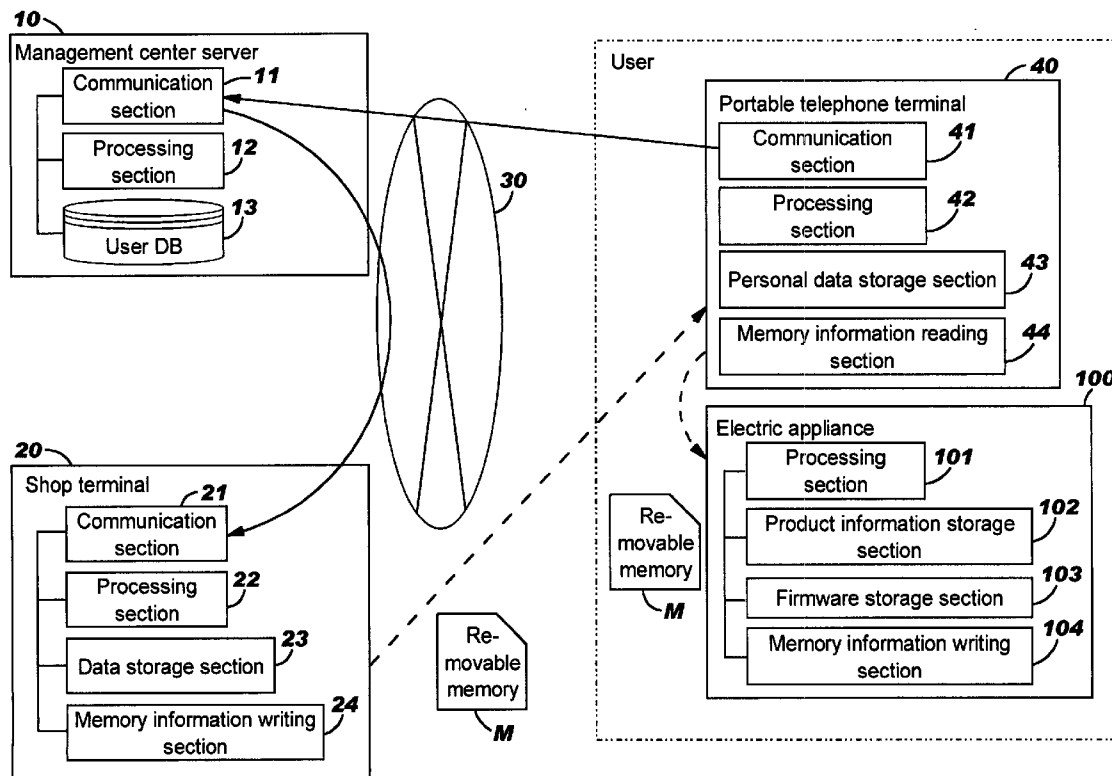 10
Management center server
Communication
section
11
Processing
section
12
13
User DB
30
20
Shop terminal
21
Communication
section
Processing
section
22
Data storage section
23
Memory information writing
section
24
Re-
movable
memory
M
User
40
Portable telephone terminal
Communication
section
41
Processing
section
42
Personal data storage section
43
Memory information reading
section
44
100
Electric appliance
Processing
section
101
Product information storage
section
102
Firmware storage section
103
Memory information writing
section
104
Re-
movable
memory
M